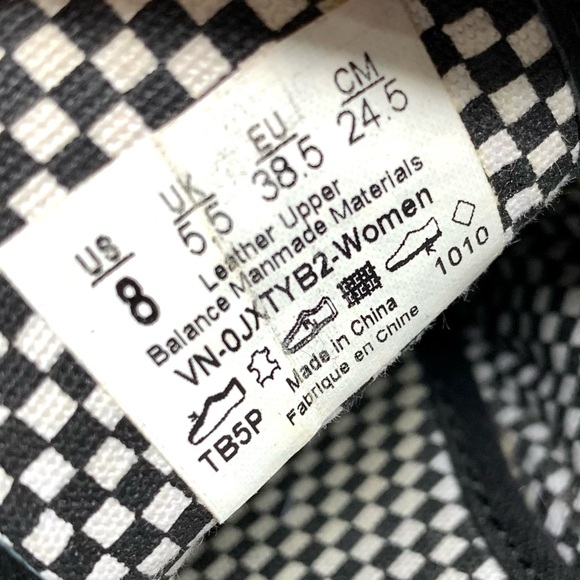 US UK EU CM
8 5.5 38.5 24.5
Leather Upper
Balance Manmade Materials
VN-0JXTYB2-Women
TB5P Made in China 1010
Fabriqué en Chine